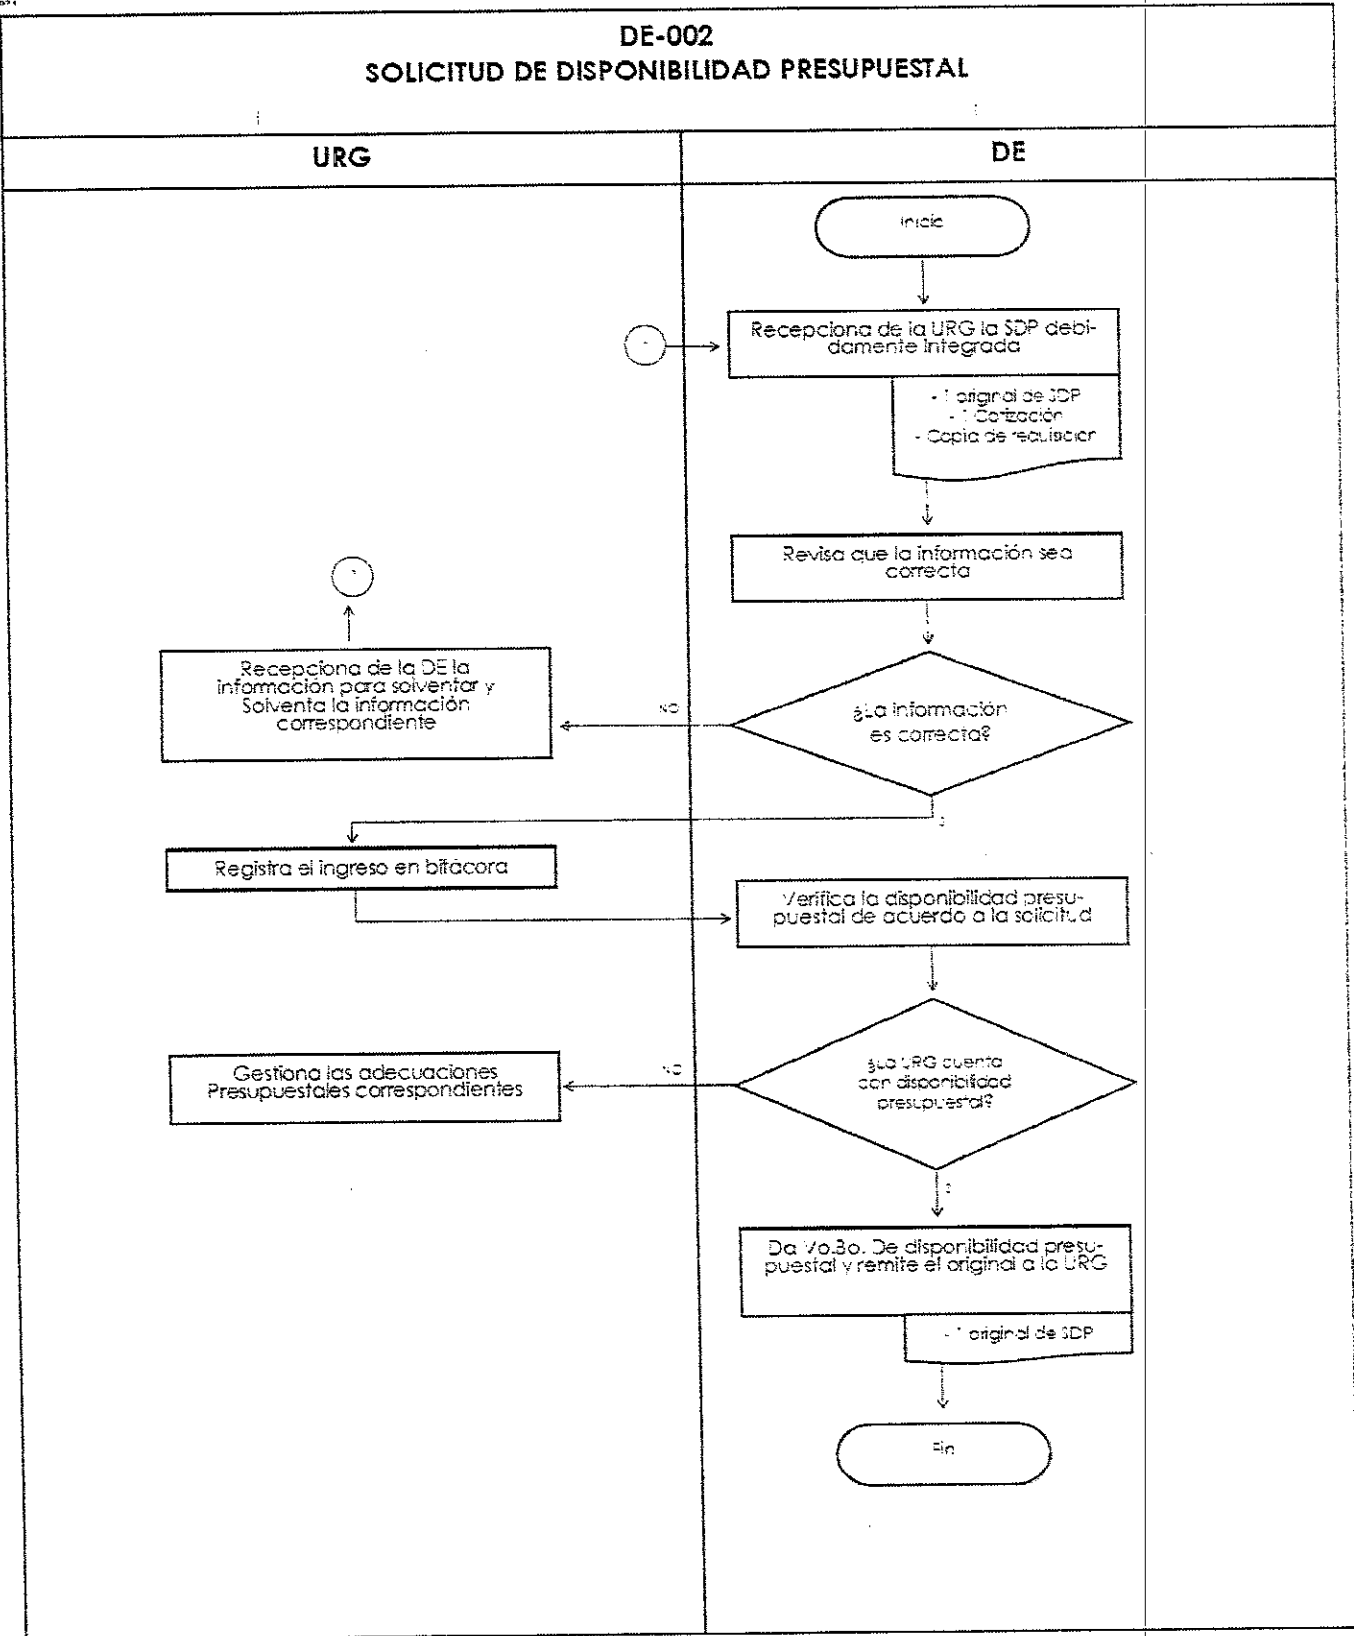 DE-002
SOLICITUD DE DISPONIBILIDAD PRESUPUESTAL
URG
DE
Inicio
Recepciona de la URG la SDP debi-
damente integrada
- 1 original de SDP
- 1 Cotización
- Copia de requisicion
Revisa que la información sea
correcta
Recepciona de la DE la
información para solventar y
Solventa la información
correspondiente
NO
¿La información
es correcta?
Registra el ingreso en bitácora
Verifica la disponibilidad presu-
puestal de acuerdo a la solicitud
Gestiona las adecuaciones
Presupuestales correspondientes
NO
¿La URG cuenta
con disponibilidad
presupuestal?
Da Vo.Bo. De disponibilidad presu-
puestal y remite el original a la URG
- 1 original de SDP
Fin